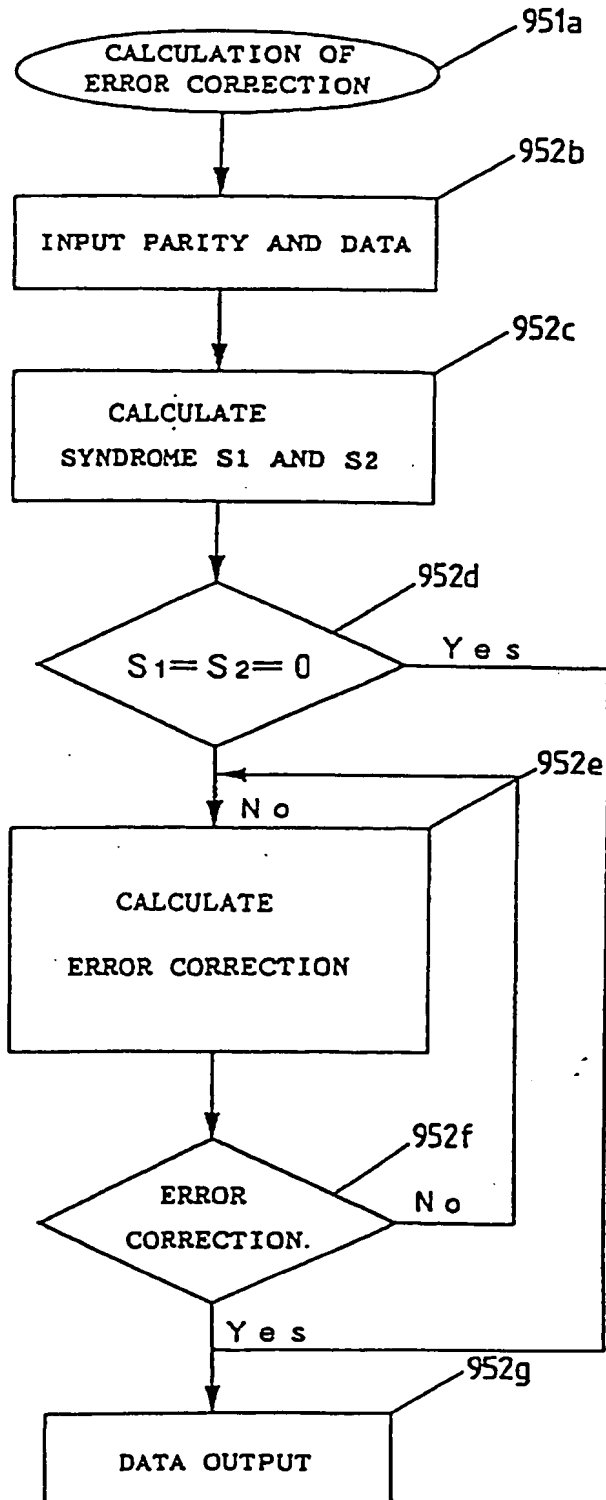 951a
CALCULATION OF
ERROR CORRECTION
952b
INPUT PARITY AND DATA
952c
CALCULATE
SYNDROME S1 AND S2
952d
S1=S2=0
Yes
952e
No
CALCULATE
ERROR CORRECTION
952f
ERROR
CORRECTION.
No
Yes
952g
DATA OUTPUT